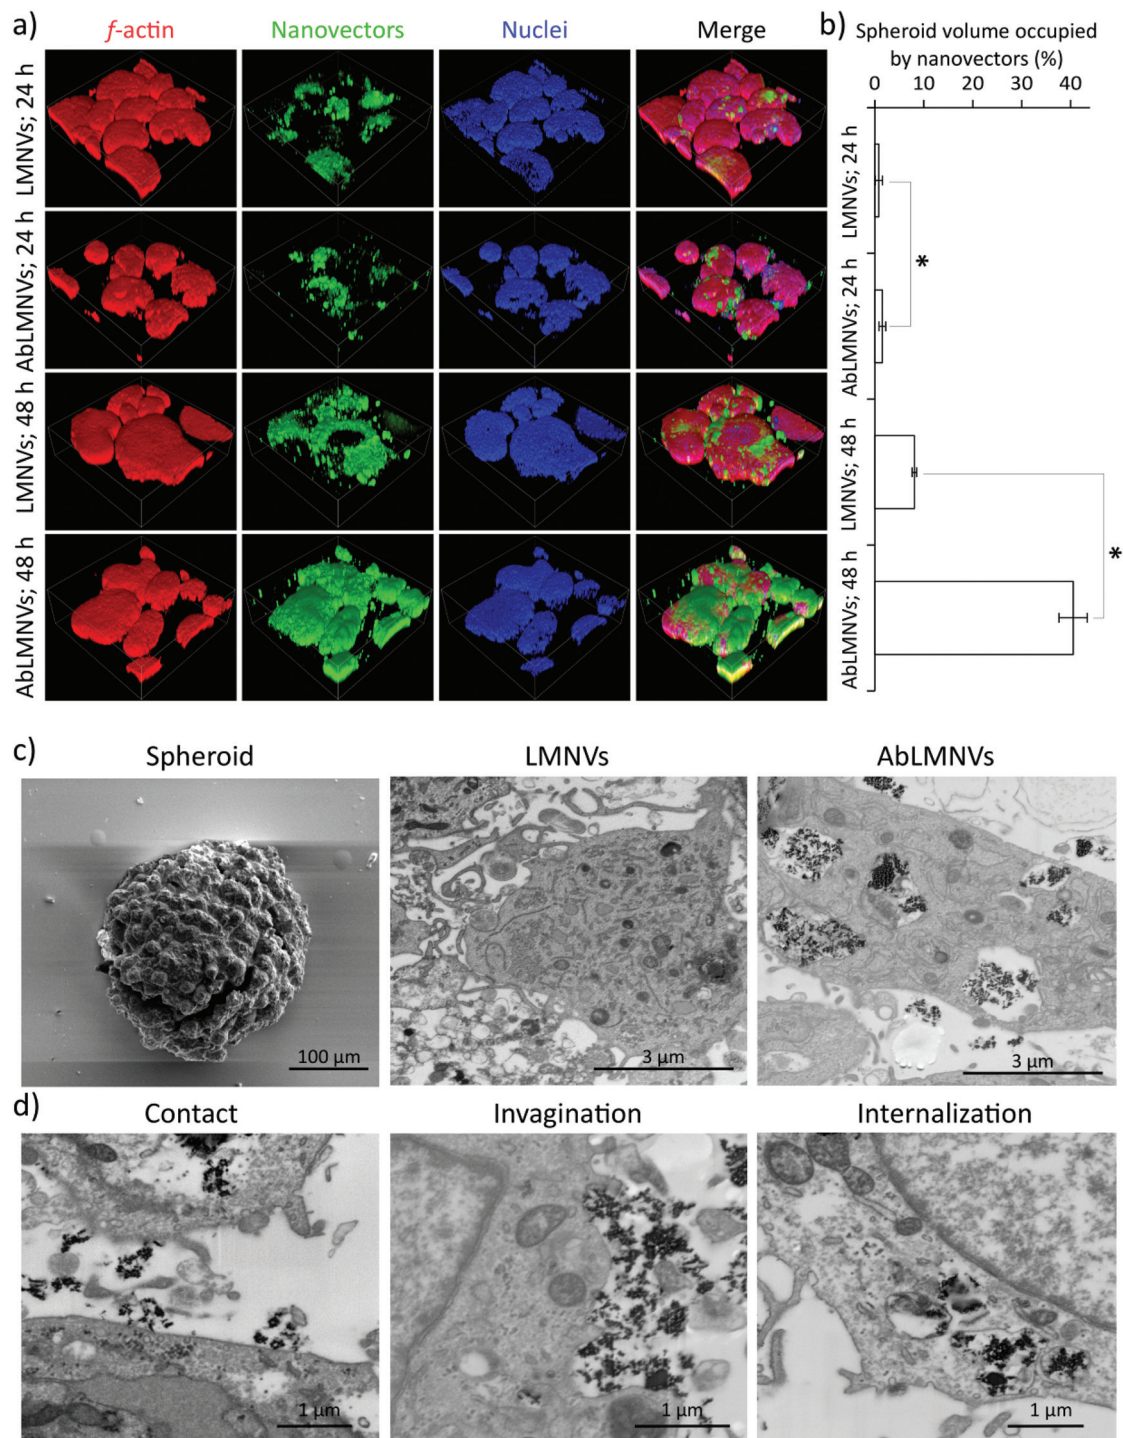 a)
f-actin
Nanovectors
Nuclei
Merge
LMNVs; 24 h
AbLMNVs; 24 h
LMNVs; 48 h
AbLMNVs; 48 h
b)
Spheroid volume occupied
by nanovectors (%)
0 10 20 30 40
LMNVs; 24 h
AbLMNVs; 24 h
LMNVs; 48 h
AbLMNVs; 48 h
*
*
c)
Spheroid
LMNVs
AbLMNVs
100 µm
3 µm
3 µm
d)
Contact
Invagination
Internalization
1 µm
1 µm
1 µm